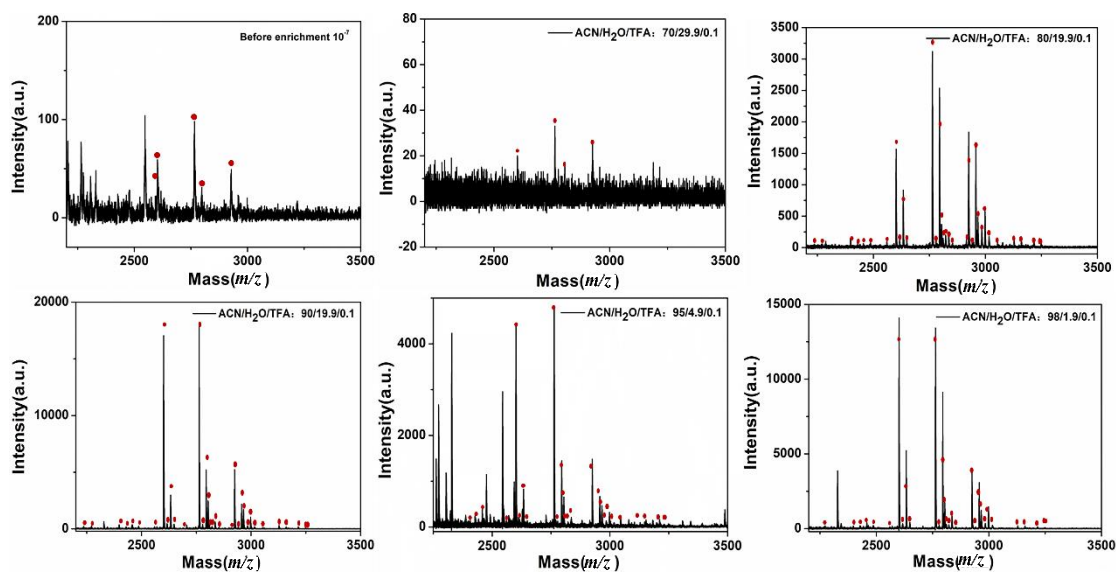 200
Before enrichment 10-7
100
0
Intensity(a.u.)
2500 3000 3500
Mass(m/z)
80
ACN/H2O/TFA：70/29.9/0.1
60
40
20
0
-20
Intensity(a.u.)
2500 3000 3500
Mass(m/z)
3500
ACN/H2O/TFA：80/19.9/0.1
3000
2500
2000
1500
1000
500
0
Intensity(a.u.)
2500 3000 3500
Mass(m/z)
20000
ACN/H2O/TFA：90/19.9/0.1
10000
0
Intensity(a.u.)
2500 3000 3500
Mass(m/z)
ACN/H2O/TFA：95/4.9/0.1
4000
2000
0
Intensity(a.u.)
2500 3000 3500
Mass(m/z)
15000
ACN/H2O/TFA：98/1.9/0.1
12000
9000
6000
3000
0
Intensity(a.u.)
2500 3000 3500
Mass(m/z)